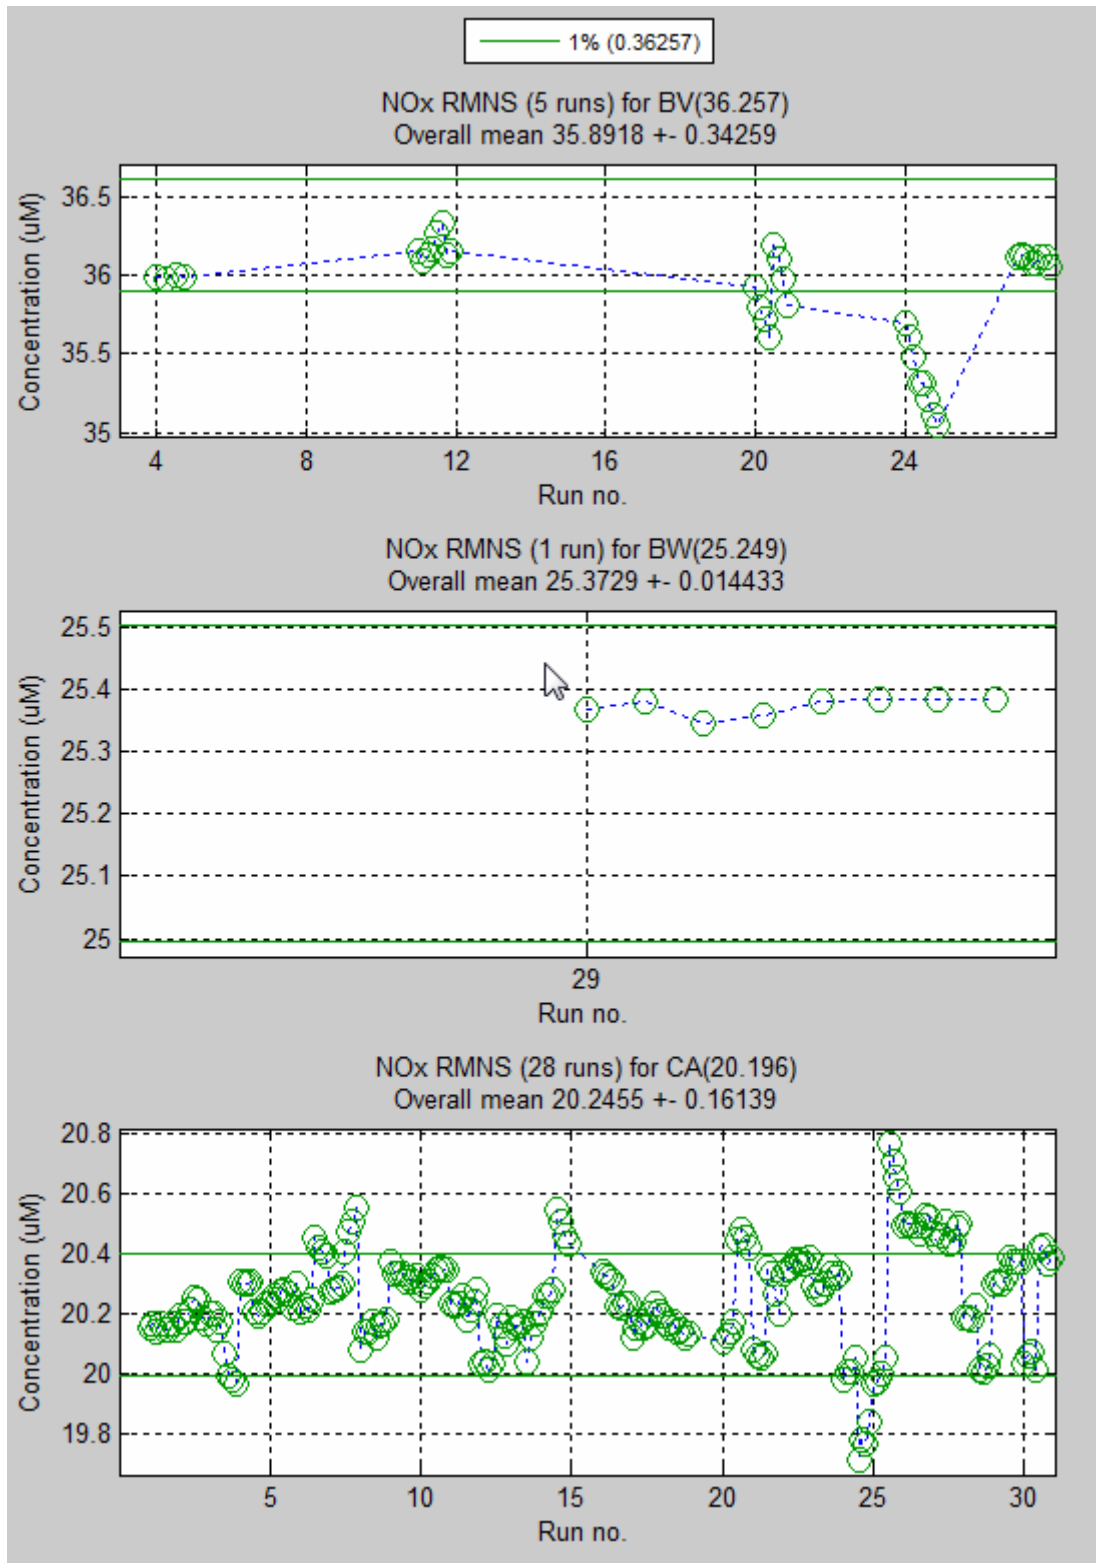 1% (0.36257)
NOx RMNS (5 runs) for BV(36.257)
Overall mean 35.8918 +- 0.34259
Concentration (uM)
36.5
36
35.5
35
4 8 12 16 20 24
Run no.
NOx RMNS (1 run) for BW(25.249)
Overall mean 25.3729 +- 0.014433
Concentration (uM)
25.5
25.4
25.3
25.2
25.1
25
29
Run no.
NOx RMNS (28 runs) for CA(20.196)
Overall mean 20.2455 +- 0.16139
Concentration (uM)
20.8
20.6
20.4
20.2
20
19.8
5 10 15 20 25 30
Run no.